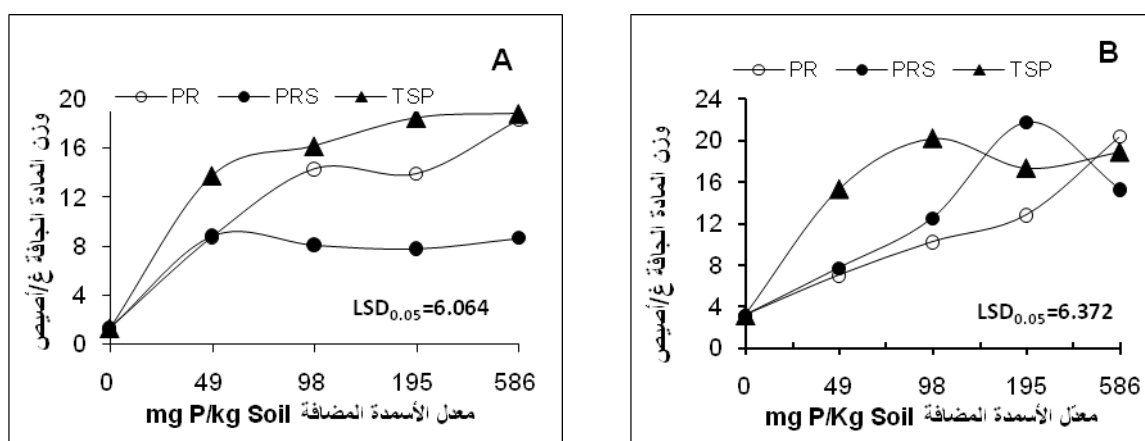 A
PR PRS TSP
20
16
12
8
4
0
وزن المادة الجافة غ/أصيص
LSD0.05=6.064
0 49 98 195 586
معدل الأسمدة المضافة mg P/kg Soil
B
PR PRS TSP
24
20
16
12
8
4
0
وزن المادة الجافة غ/أصيص
LSD0.05=6.372
0 49 98 195 586
معدّل الأسمدة المضافة mg P/Kg Soil